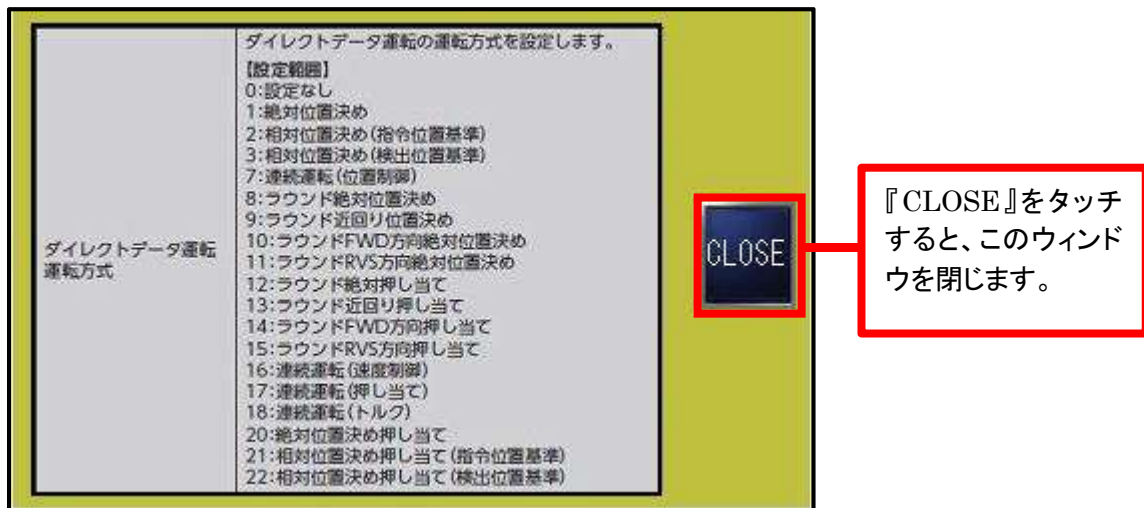 ダイレクトデータ運転の運転方式を設定します。
【設定範囲】
0:設定なし
1:絶対位置決め
2:相対位置決め(指令位置基準)
3:相対位置決め(検出位置基準)
7:連続運転(位置制御)
8:ラウンド絶対位置決め
9:ラウンド近回り位置決め
10:ラウンドFWD方向絶対位置決め
11:ラウンドRVS方向絶対位置決め
12:ラウンド絶対押し当て
13:ラウンド近回り押し当て
14:ラウンドFWD方向押し当て
15:ラウンドRVS方向押し当て
16:連続運転(速度制御)
17:連続運転(押し当て)
18:連続運転(トルク)
20:絶対位置決め押し当て
21:相対位置決め押し当て(指令位置基準)
22:相対位置決め押し当て(検出位置基準)
ダイレクトデータ運転
運転方式
CLOSE
『CLOSE』をタッチ
すると、このウィンド
ウを閉じます。